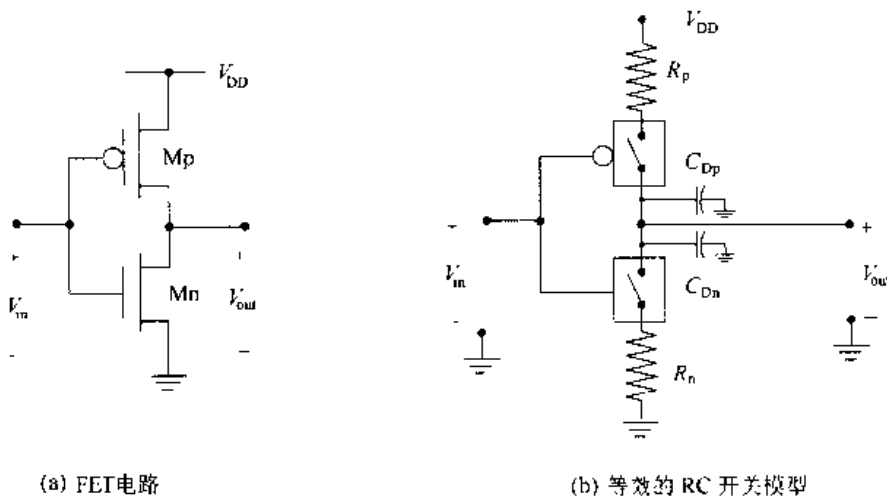 V_DD
Mp
Mn
V_in
V_out
+
-
+
-
(a) FET电路
V_DD
R_p
C_Dp
C_Dn
R_n
V_in
-
+
V_out
-
(b) 等效的 RC 开关模型